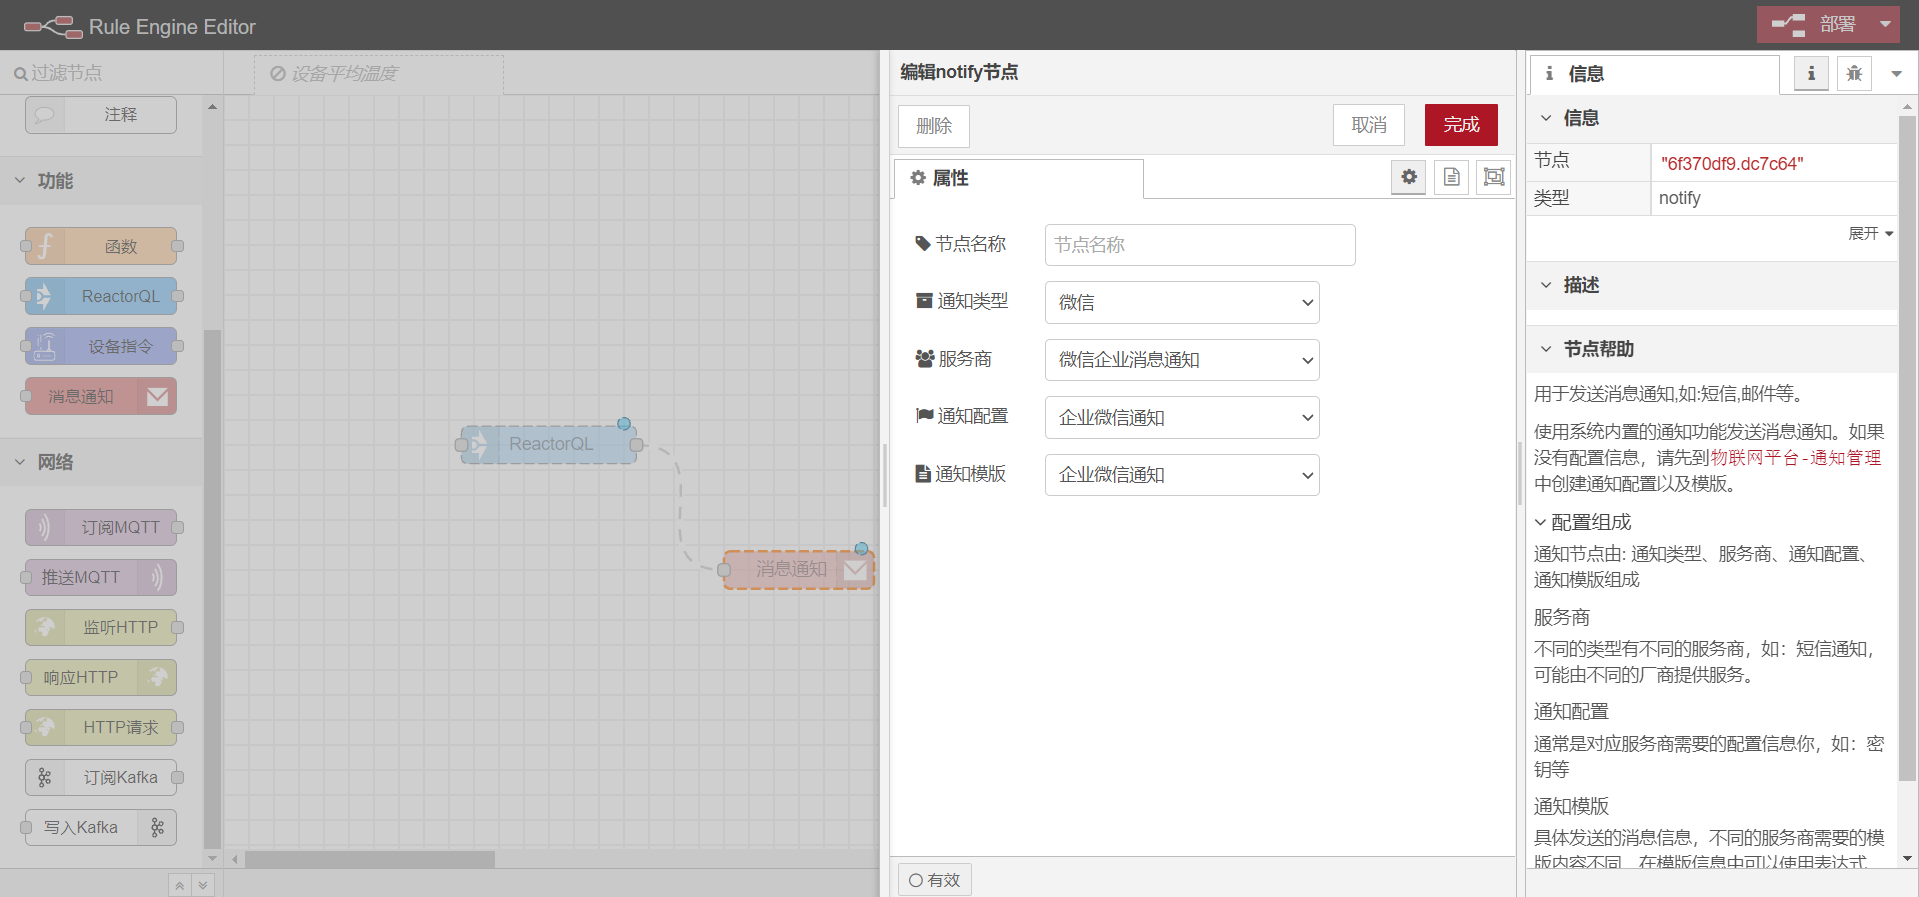 Rule Engine Editor
部署
过滤节点
注释
功能
函数
ReactorQL
设备指令
消息通知
网络
订阅MQTT
推送MQTT
监听HTTP
响应HTTP
HTTP请求
订阅Kafka
写入Kafka
设备平均温度
ReactorQL
消息通知
编辑notify节点
删除
取消
完成
属性
节点名称
节点名称
通知类型
微信
服务商
微信企业消息通知
通知配置
企业微信通知
通知模版
企业微信通知
有效
信息
信息
节点
"6f370df9.dc7c64"
类型
notify
展开
描述
节点帮助
用于发送消息通知,如:短信,邮件等。
使用系统内置的通知功能发送消息通知。如果
没有配置信息，请先到物联网平台-通知管理
中创建通知配置以及模版。
配置组成
通知节点由: 通知类型、服务商、通知配置、
通知模版组成
服务商
不同的类型有不同的服务商，如：短信通知，
可能由不同的厂商提供服务。
通知配置
通常是对应服务商需要的配置信息你，如：密
钥等
通知模版
具体发送的消息信息，不同的服务商需要的模
版内容不同，在模版信息中可以使用表达式